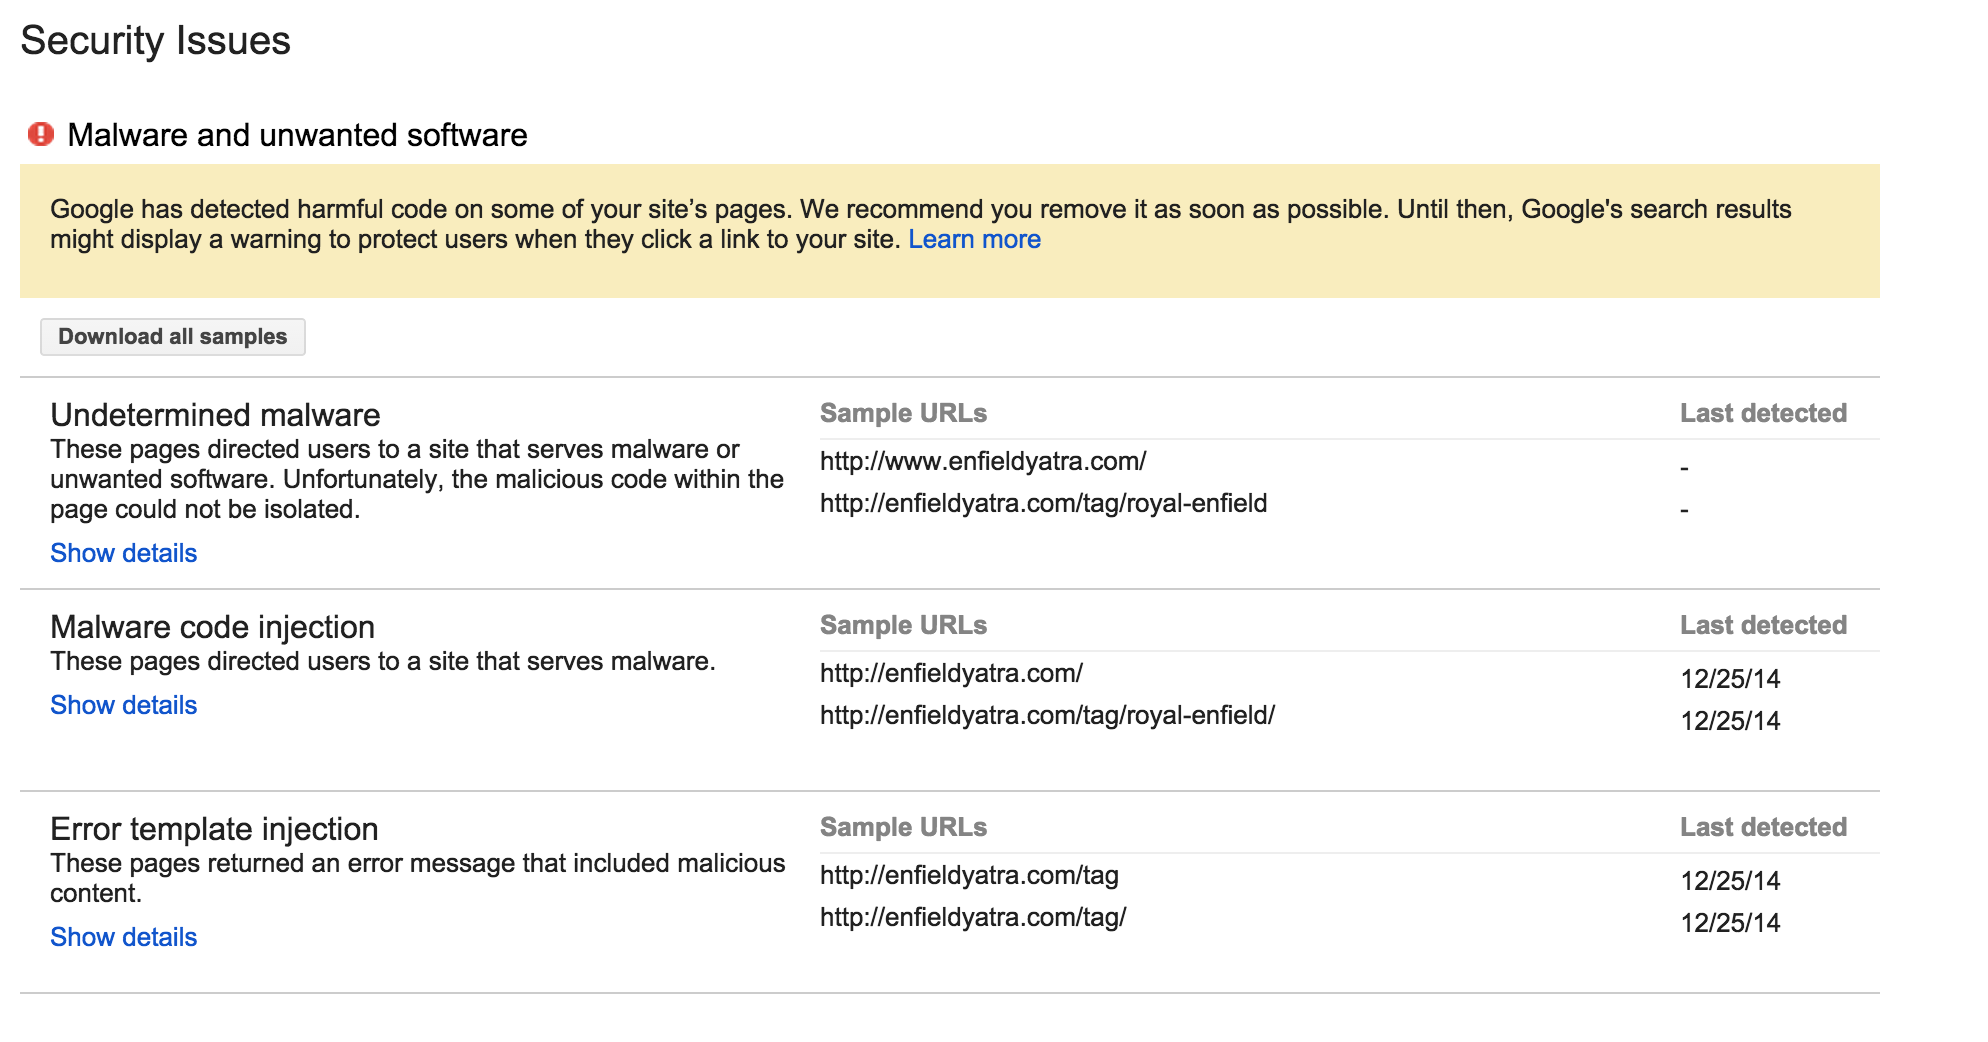 Security Issues
Malware and unwanted software
Google has detected harmful code on some of your site’s pages. We recommend you remove it as soon as possible. Until then, Google's search results
might display a warning to protect users when they click a link to your site. Learn more
Download all samples
Undetermined malware
These pages directed users to a site that serves malware or
unwanted software. Unfortunately, the malicious code within the
page could not be isolated.
Show details
Sample URLs Last detected
http://www.enfieldyatra.com/ -
http://enfieldyatra.com/tag/royal-enfield -
Malware code injection
These pages directed users to a site that serves malware.
Show details
Sample URLs Last detected
http://enfieldyatra.com/ 12/25/14
http://enfieldyatra.com/tag/royal-enfield/ 12/25/14
Error template injection
These pages returned an error message that included malicious
content.
Show details
Sample URLs Last detected
http://enfieldyatra.com/tag 12/25/14
http://enfieldyatra.com/tag/ 12/25/14